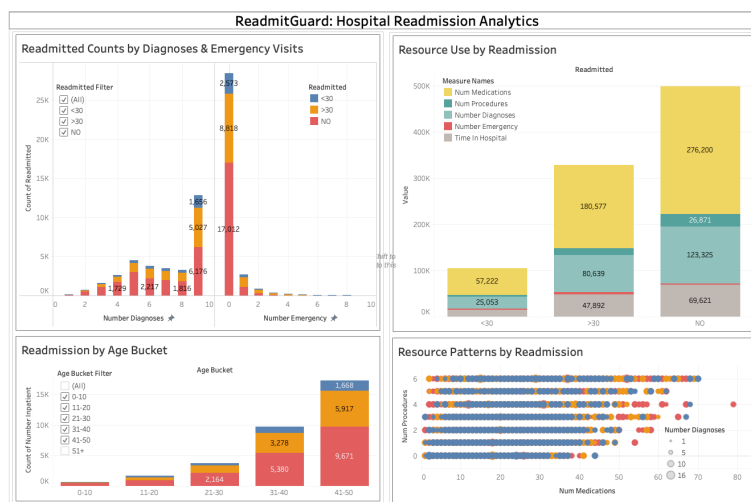 ReadmitGuard: Hospital Readmission Analytics
Readmitted Counts by Diagnoses & Emergency Visits
Readmitted Filter
(All)
<30
>30
NO
Readmitted
<30
>30
NO
Count of Readmitted
25K
20K
15K
10K
5K
0K
2,573
8,818
17,012
1,656
5,027
6,176
1,729
2,217
1,816
0 2 4 6 8 10
0 2 4 6 8 10
Number Diagnoses
Number Emergency
Resource Use by Readmission
Readmitted
Measure Names
Num Medications
Num Procedures
Number Diagnoses
Number Emergency
Time In Hospital
Value
500K
400K
300K
200K
100K
0K
57,222
25,053
180,577
80,639
47,892
276,200
26,871
123,325
69,621
<30 >30 NO
Readmission by Age Bucket
Age Bucket Filter
(All)
0-10
11-20
21-30
31-40
41-50
51+
Age Bucket
Count of Number Inpatient
15K
10K
5K
0K
2,164
3,278
5,380
1,668
5,917
9,671
0-10 11-20 21-30 31-40 41-50
Resource Patterns by Readmission
Num Procedures
6
4
2
0
Number Diagnoses
1
5
10
16
0 10 20 30 40 50 60 70 80
Num Medications